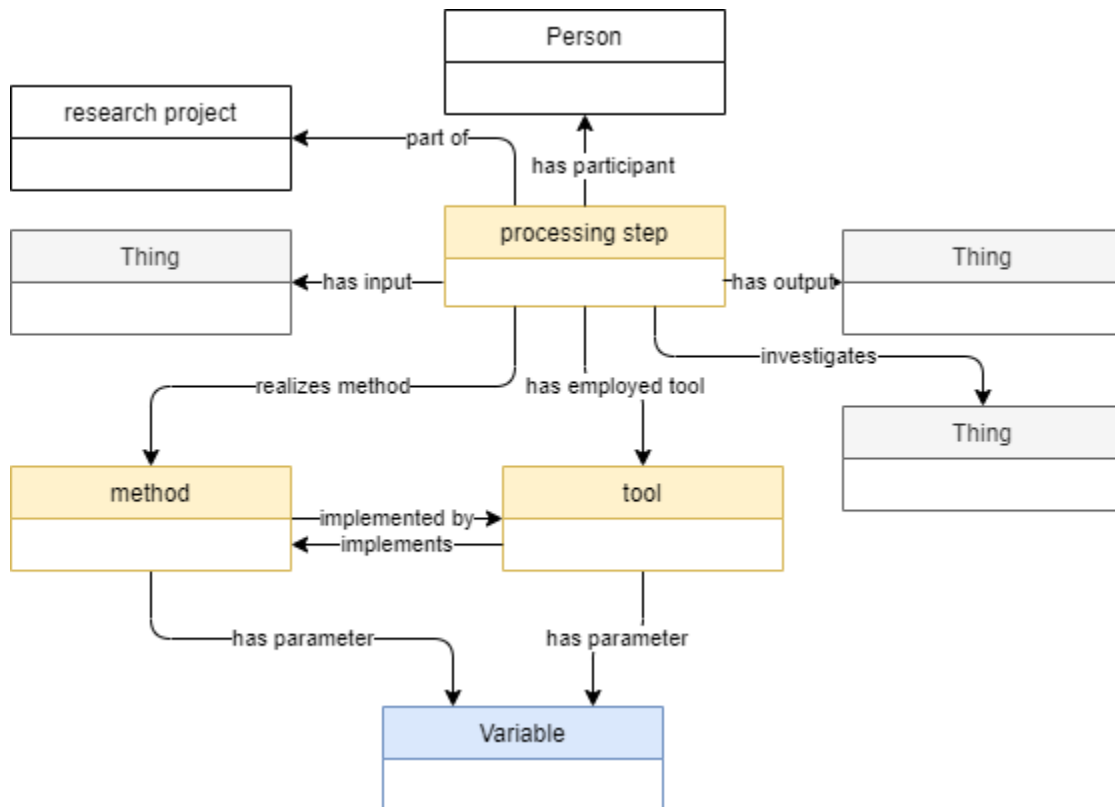 Person
research project
part of
has participant
processing step
Thing
Thing
has input
has output
investigates
realizes method
has employed tool
Thing
method
tool
implemented by
implements
has parameter
has parameter
Variable